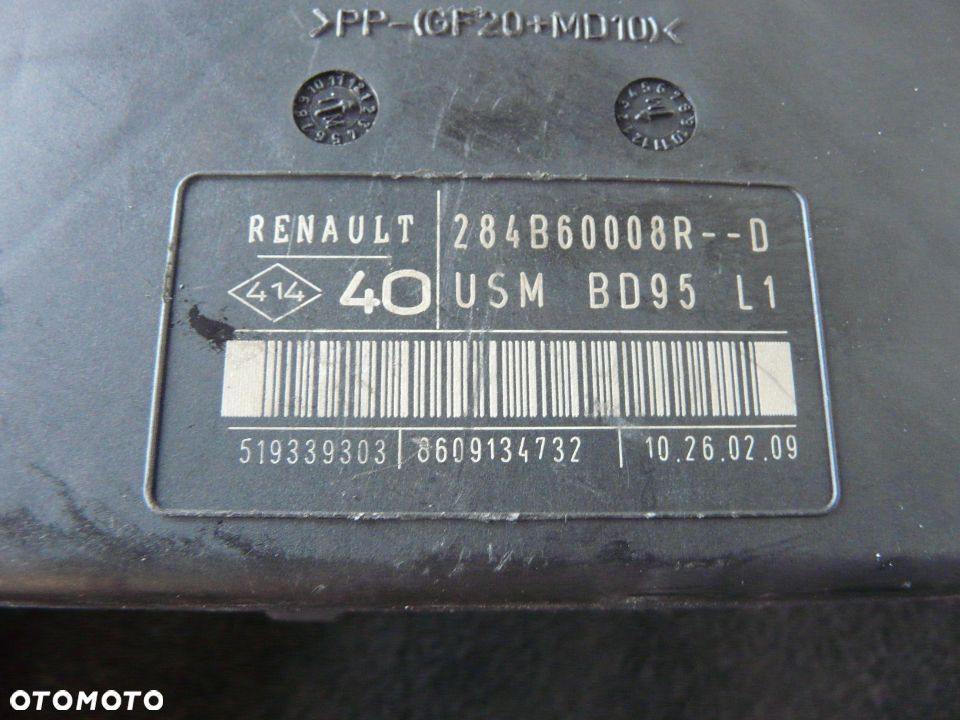 >PP-(GF20+MD10)<
RENAULT
284B60008R--D
414 40
USM BD95 L1
519339303 8609134732 10.26.02.09
OTOMOTO